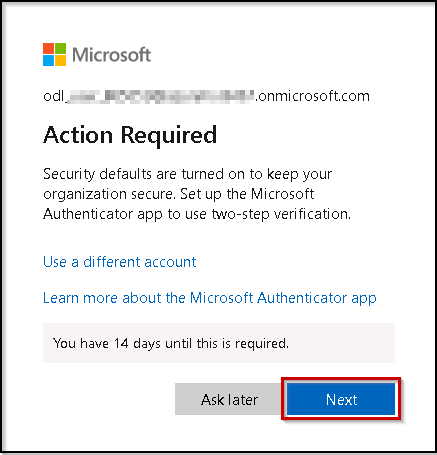 Microsoft
odl_ .onmicrosoft.com
Action Required
Security defaults are turned on to keep your
organization secure. Set up the Microsoft
Authenticator app to use two-step verification.
Use a different account
Learn more about the Microsoft Authenticator app
You have 14 days until this is required.
Ask later
Next